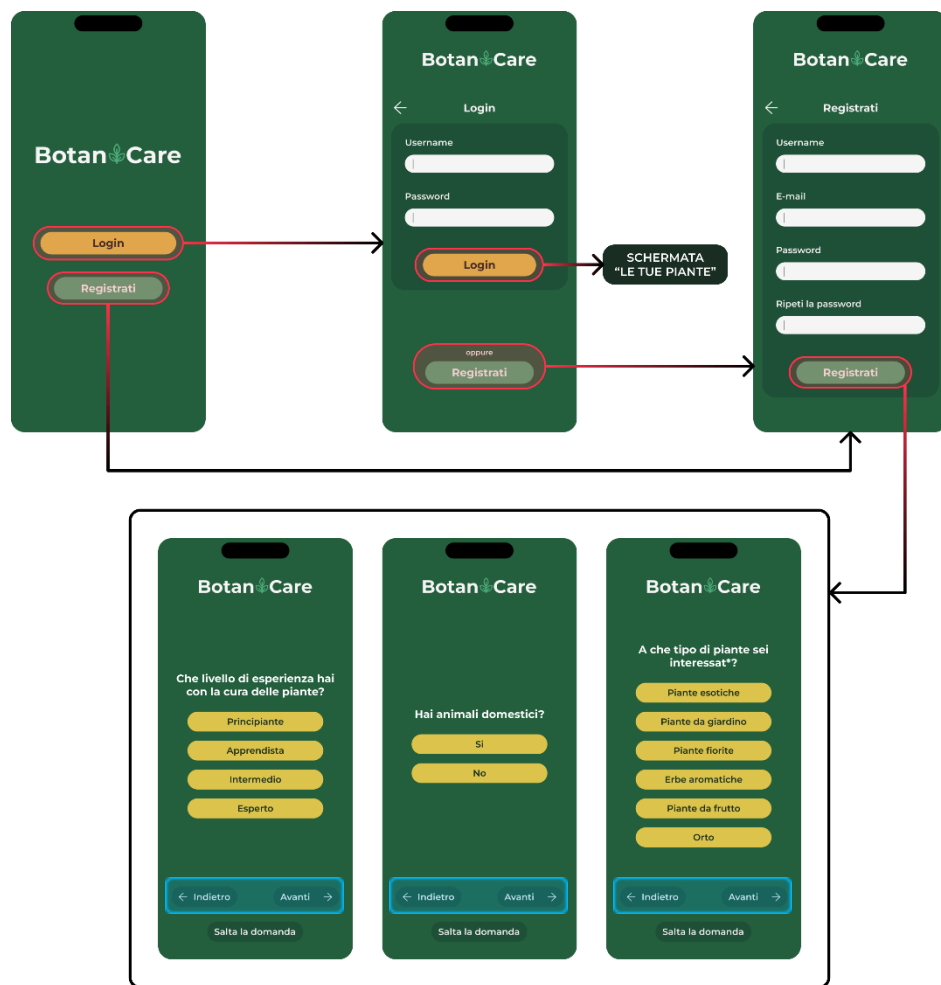 Botan Care
Login
Registrati
Botan Care
Login
Username
Password
Login
oppure
Registrati
SCHERMATA
“LE TUE PIANTE”
Botan Care
Registrati
Username
E-mail
Password
Ripeti la password
Registrati
Botan Care
Che livello di esperienza hai
con la cura delle piante?
Principiante
Apprendista
Intermedio
Esperto
Indietro
Avanti
Salta la domanda
Botan Care
Hai animali domestici?
Si
No
Indietro
Avanti
Salta la domanda
Botan Care
A che tipo di piante sei
interessat*?
Piante esotiche
Piante da giardino
Piante fiorite
Erbe aromatiche
Piante da frutto
Orto
Indietro
Avanti
Salta la domanda